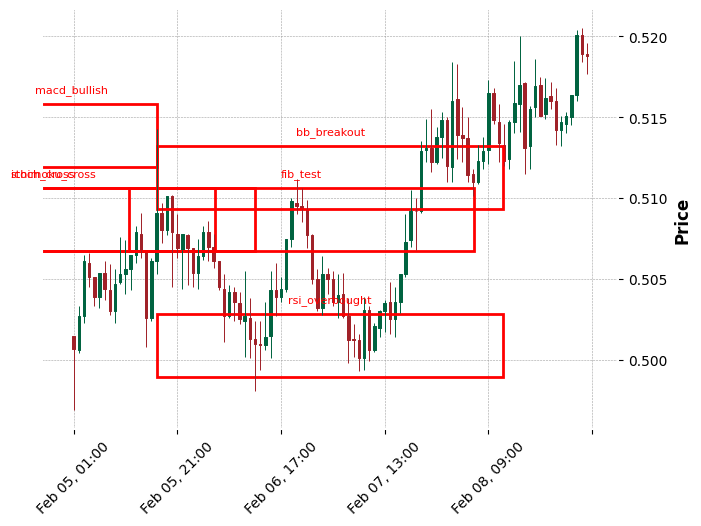 0.520
macd_bullish
0.515
bb_breakout
fib_test
0.510
Price
0.505
rsi_overbought
0.500
Feb 05, 01:00
Feb 05, 21:00
Feb 06, 17:00
Feb 07, 13:00
Feb 08, 09:00